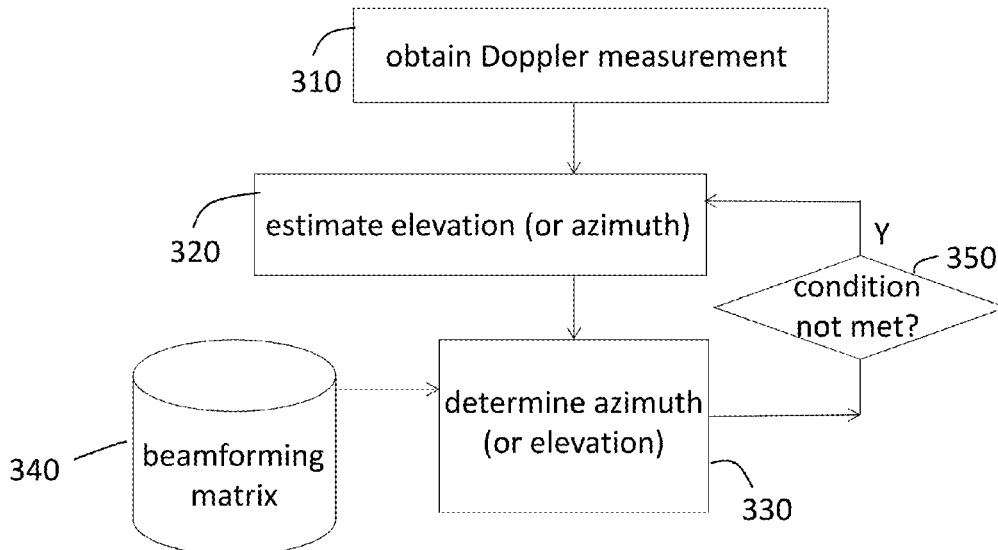 obtain Doppler measurement
310
estimate elevation (or azimuth)
320
Y
350
condition
not met?
determine azimuth
(or elevation)
340
beamforming
matrix
330